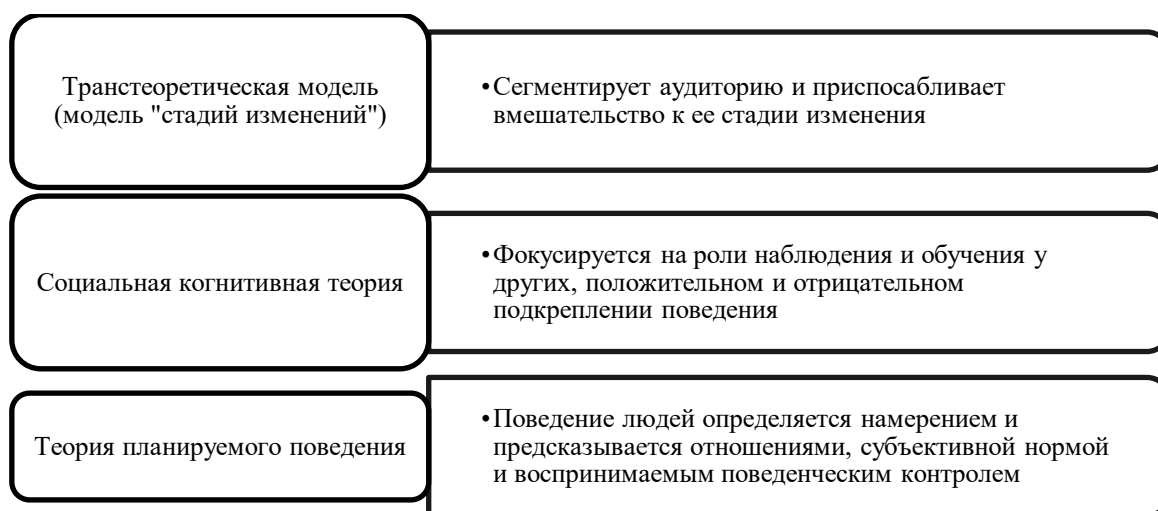 Транстеоретическая модель
(модель "стадий изменений")
•Сегментирует аудиторию и приспосабливает
вмешательство к ее стадии изменения
Социальная когнитивная теория
•Фокусируется на роли наблюдения и обучения у
других, положительном и отрицательном
подкреплении поведения
Теория планируемого поведения
•Поведение людей определяется намерением и
предсказывается отношениями, субъективной нормой
и воспринимаемым поведенческим контролем